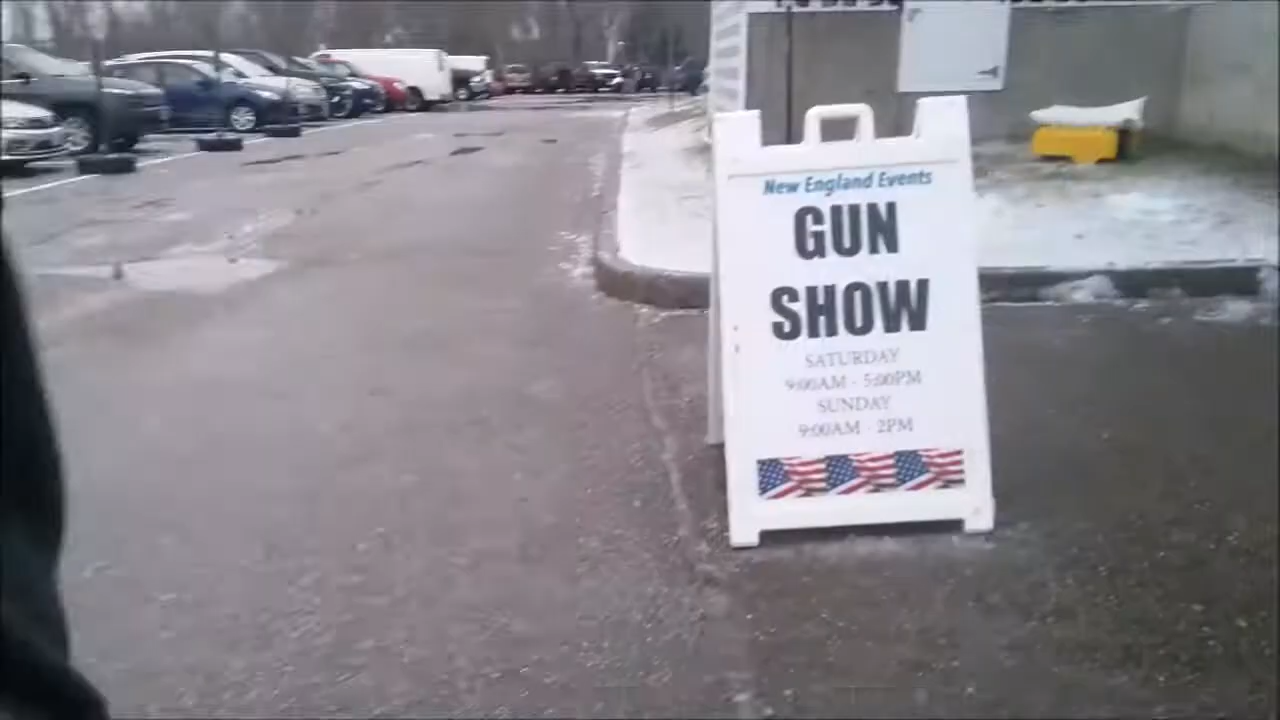 New England Events
GUN
SHOW
SATURDAY
9:00AM - 5:00PM
SUNDAY
9:00AM - 2PM